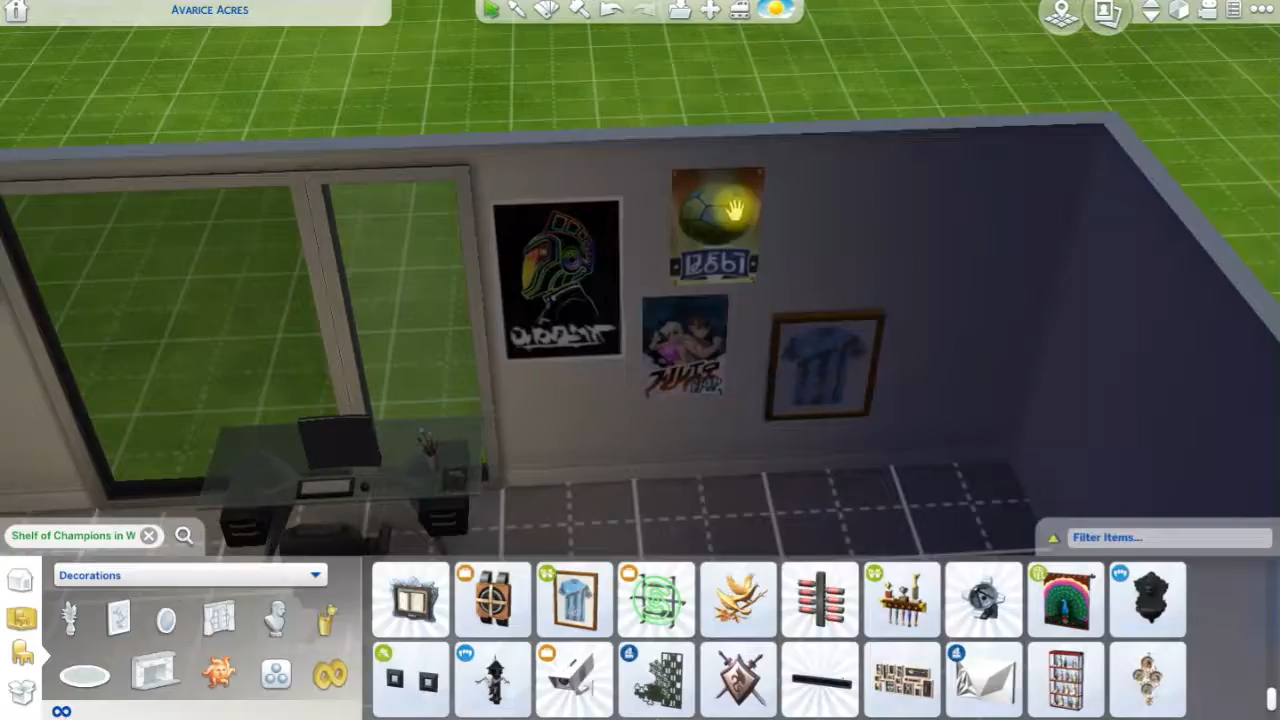 AVARICE ACRES
Shelf of Champions in W
Filter Items...
Decorations